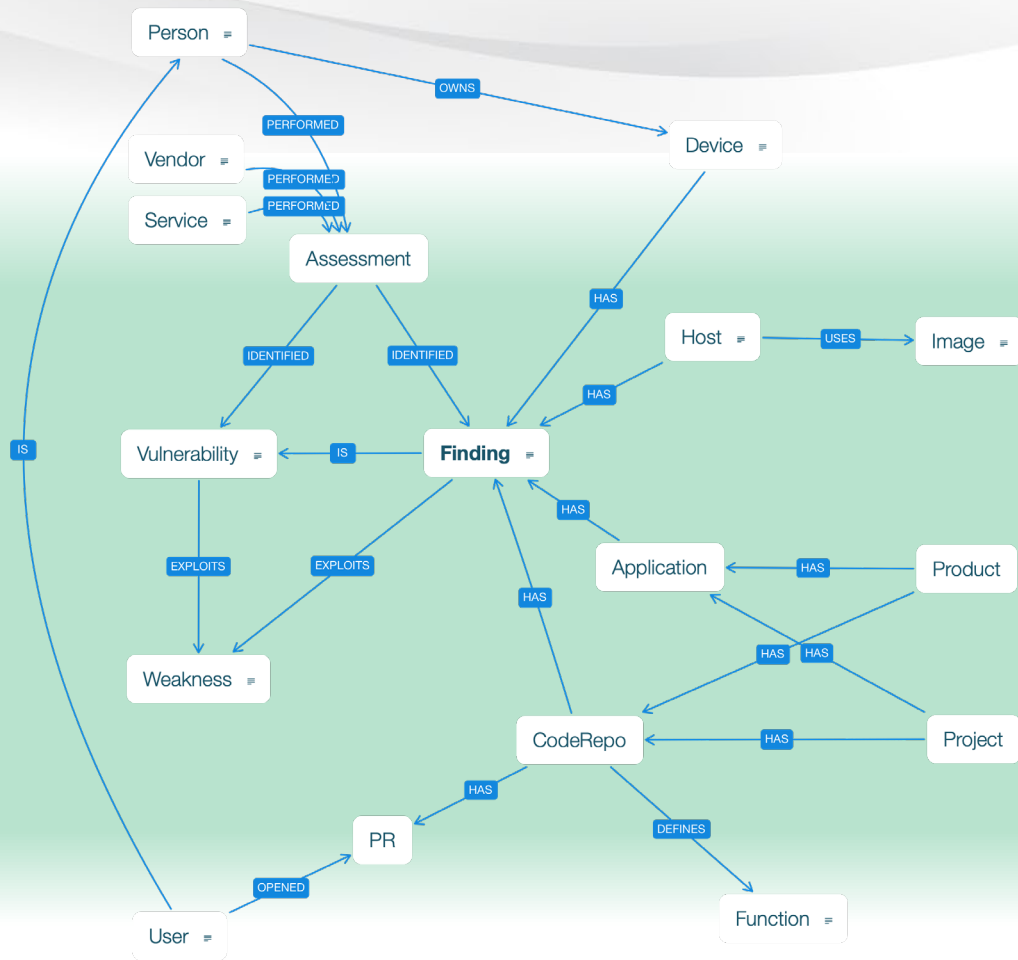 Person
OWNS
PERFORMED
Device
Vendor
PERFORMED
Service
PERFORMED
Assessment
HAS
Host
USES
Image
IDENTIFIED
IDENTIFIED
HAS
IS
Vulnerability
IS
Finding
HAS
EXPLOITS
EXPLOITS
Application
HAS
Product
HAS
HAS
HAS
Weakness
CodeRepo
HAS
Project
HAS
DEFINES
PR
OPENED
Function
User